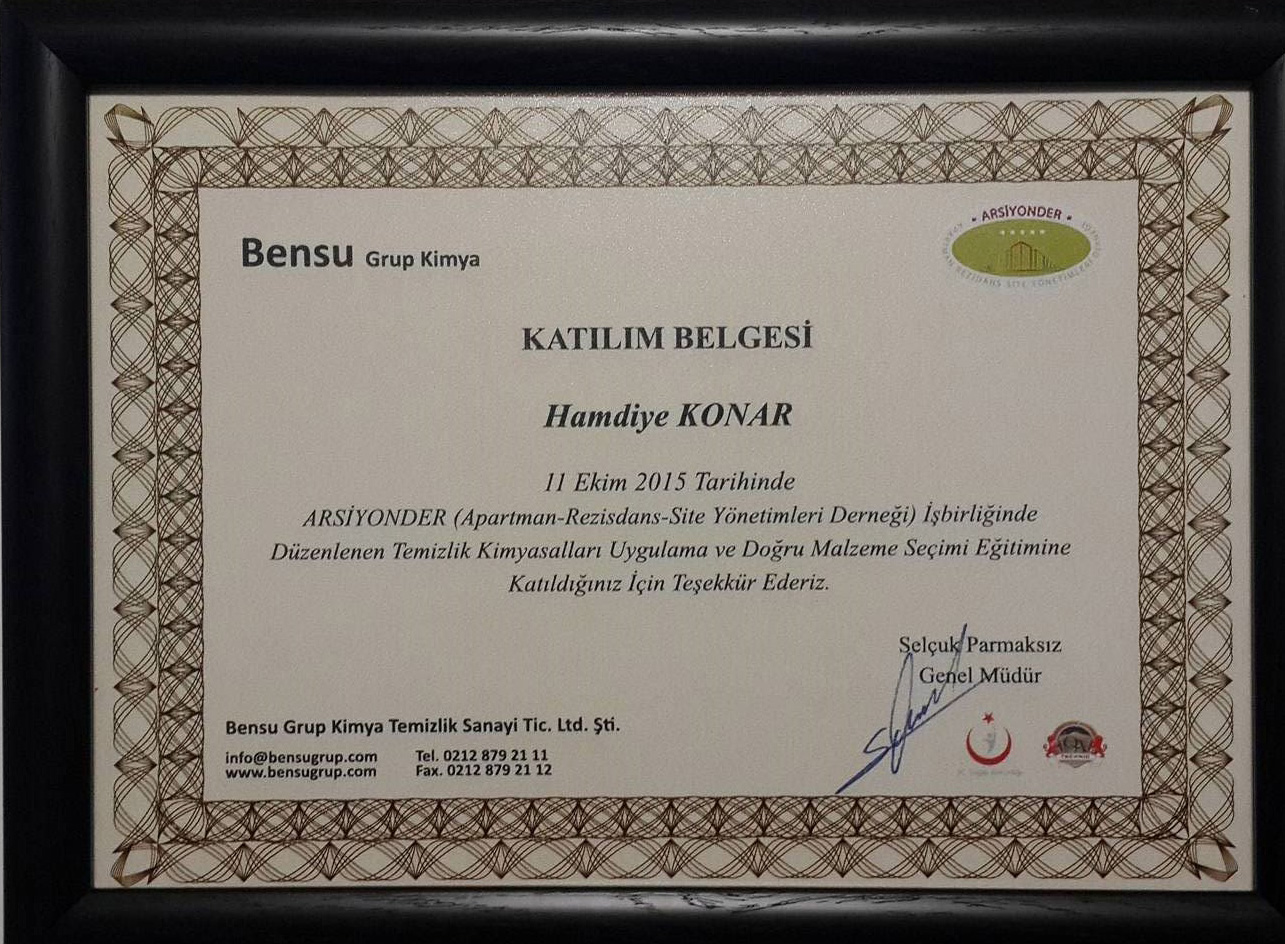 Bensu Grup Kimya
ARSİYONDER
KATILIM BELGESİ
Hamdiye KONAR
11 Ekim 2015 Tarihinde
ARSİYONDER (Apartman-Rezisdans-Site Yönetimleri Derneği) İşbirliğinde
Düzenlenen Temizlik Kimyasalları Uygulama ve Doğru Malzeme Seçimi Eğitimine
Katıldığınız İçin Teşekkür Ederiz.
Selçuk Parmaksız
Genel Müdür
Bensu Grup Kimya Temizlik Sanayi Tic. Ltd. Şti.
info@bensugrup.com Tel. 0212 879 21 11
www.bensugrup.com Fax. 0212 879 21 12